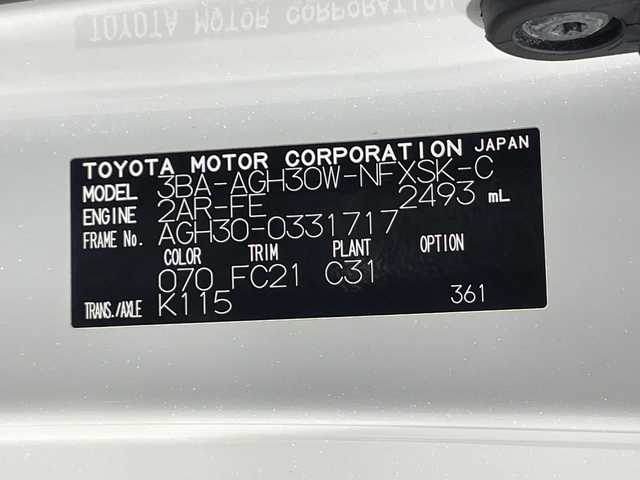 TOYOTA MOTOR CORPORATION JAPAN
MODEL 3BA-AGH30W-NFXSK-C
ENGINE 2AR-FE 2493 mL
FRAME No. AGH30-0331717
COLOR TRIM PLANT OPTION
070 FC21 C31
TRANS./AXLE K115 361